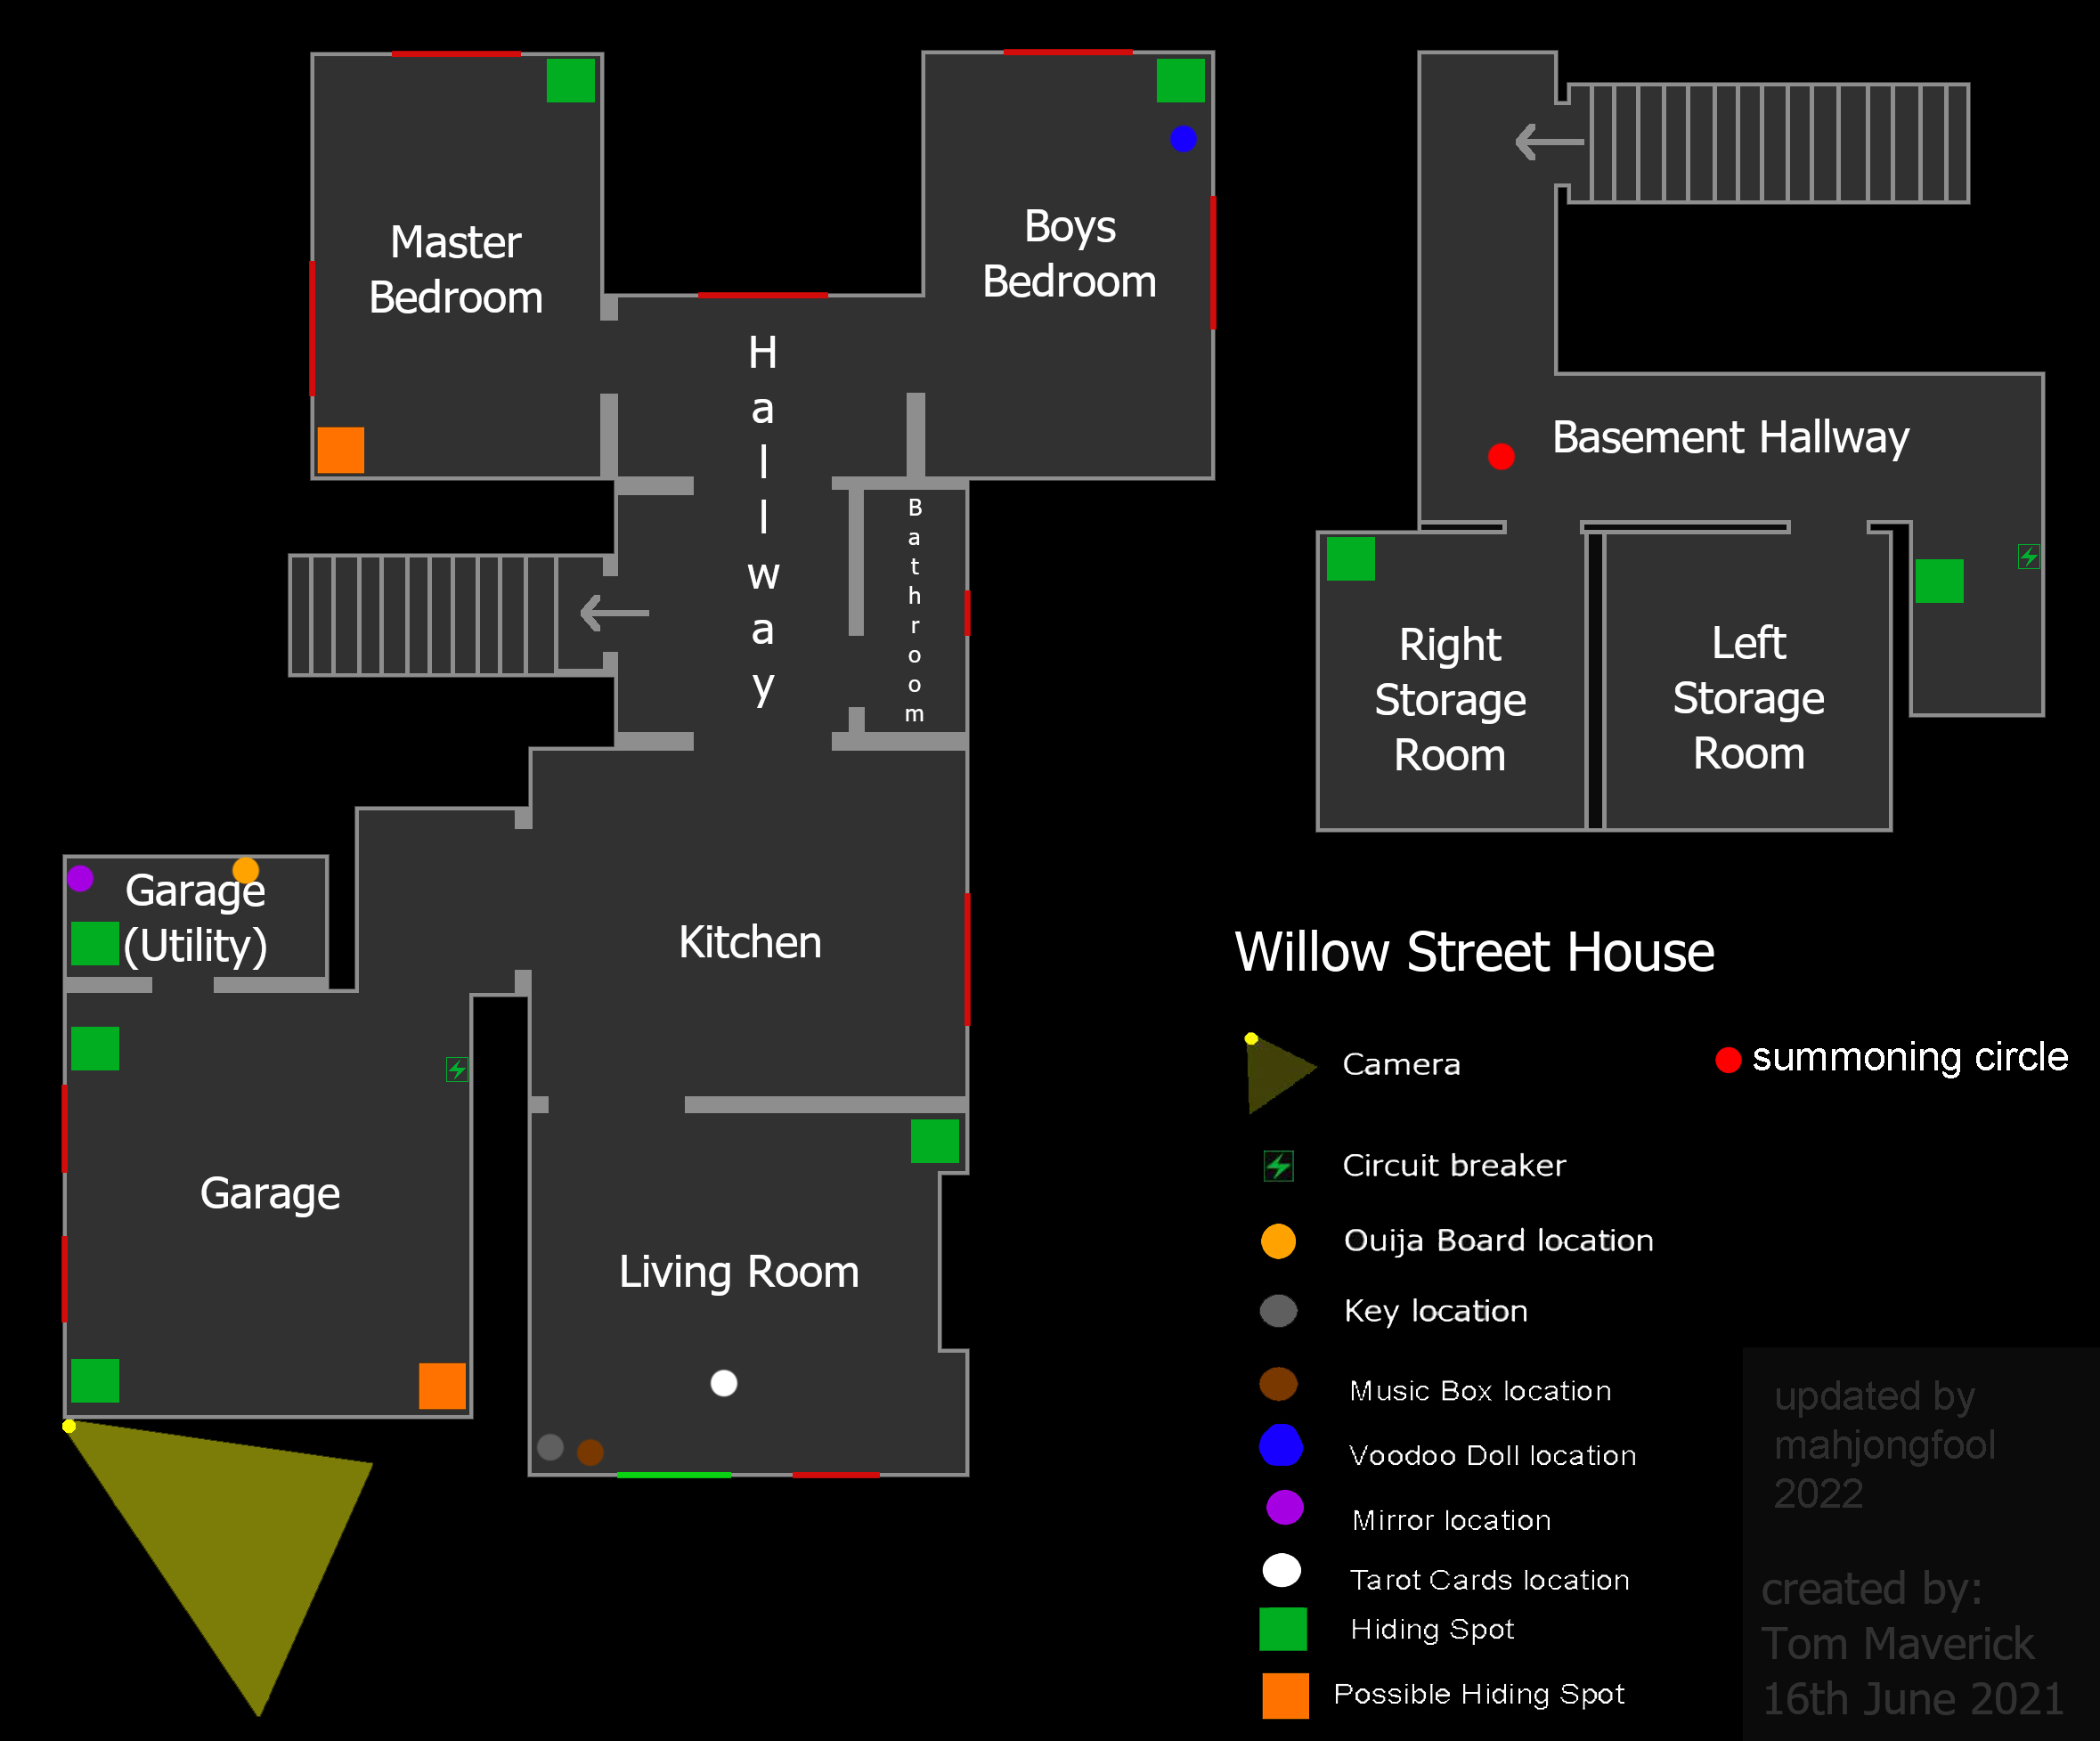 Master
Bedroom
Boys
Bedroom
Hallway
Bathroom
Basement Hallway
Right
Storage
Room
Left
Storage
Room
Garage
(Utility)
Kitchen
Garage
Living Room
Willow Street House
Camera
summoning circle
Circuit breaker
Ouija Board location
Key location
Music Box location
Voodoo Doll location
Mirror location
Tarot Cards location
Hiding Spot
Possible Hiding Spot
updated by
mahjongfool
2022
created by:
Tom Maverick
16th June 2021